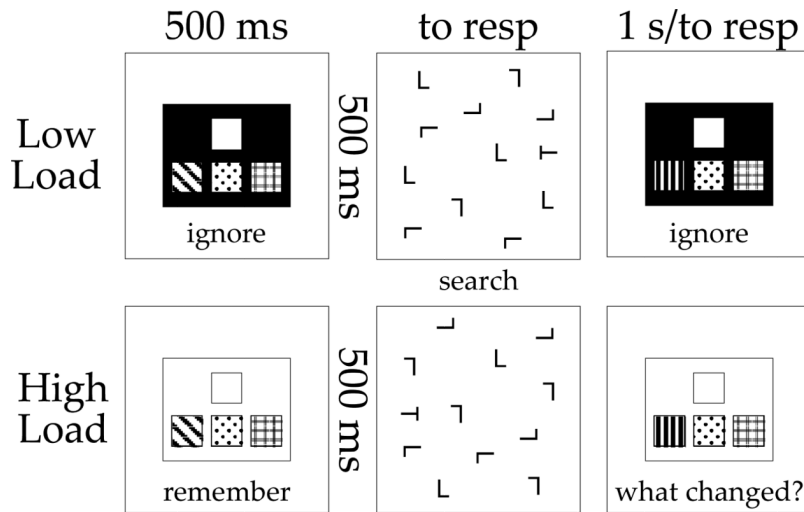 500 ms
to resp
1 s/to resp
Low
Load
ignore
500 ms
search
ignore
High
Load
remember
500 ms
what changed?